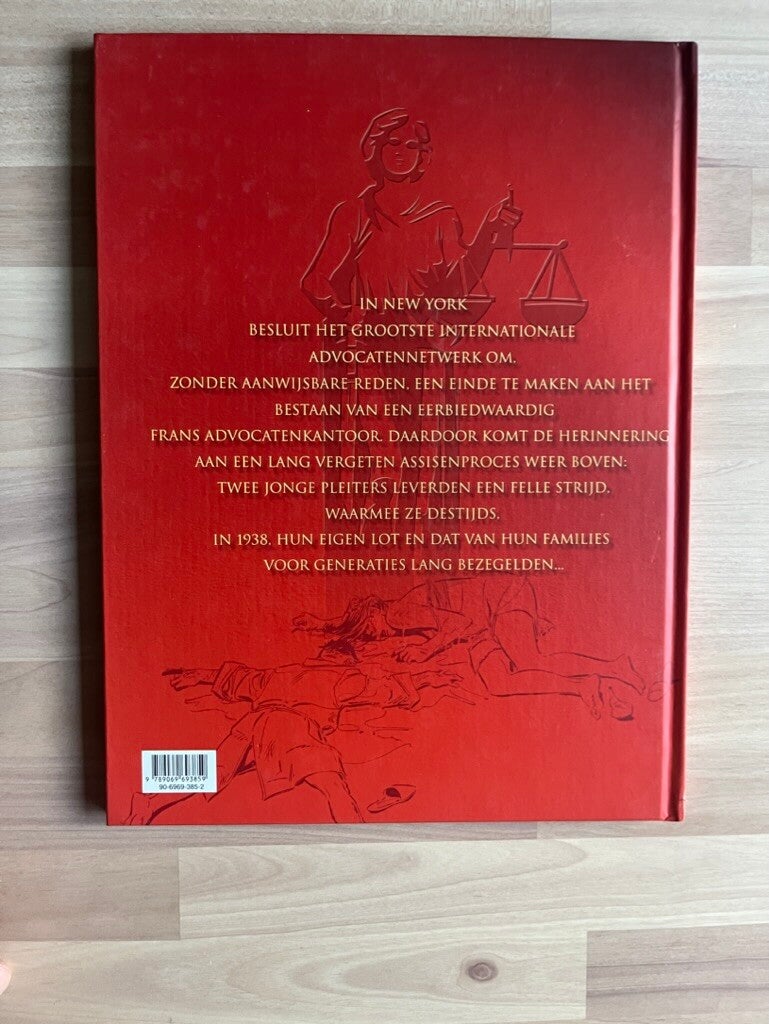 IN NEW YORK
BESLUIT HET GROOTSTE INTERNATIONALE
ADVOCATENNETWERK OM,
ZONDER AANWIJSBARE REDEN, EEN EINDE TE MAKEN AAN HET
BESTAAN VAN EEN EERBIEDWAARDIG
FRANS ADVOCATENKANTOOR. DAARDOOR KOMT DE HERINNERING
AAN EEN LANG VERGETEN ASSISENPROCES WEER BOVEN:
TWEE JONGE PLEITERS LEVERDEN EEN FELLE STRIJD,
WAARMEE ZE DESTIJDS,
IN 1938, HUN EIGEN LOT EN DAT VAN HUN FAMILIES
VOOR GENERATIES LANG BEZEGELDEN...
9 789069 693859
90-6969-385-2